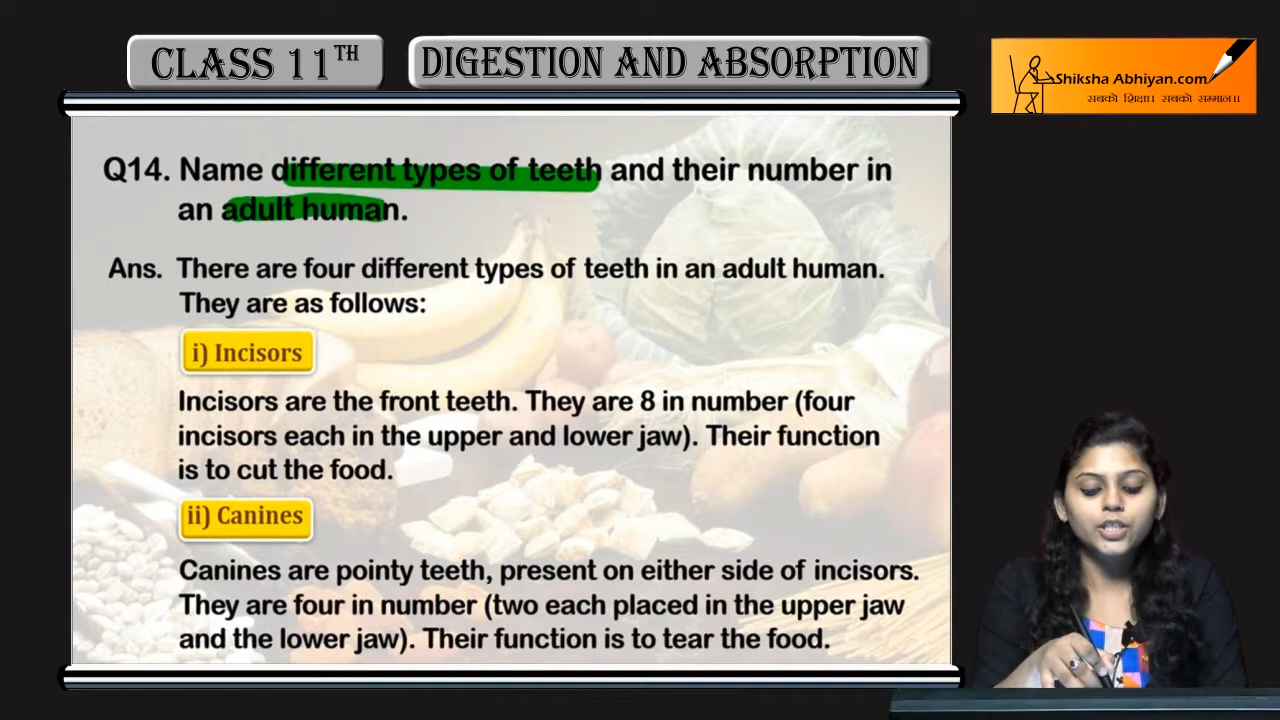 CLASS 11TH
DIGESTION AND ABSORPTION
Shiksha Abhiyan.com
सबको शिक्षा। सबको सम्मान॥
Q14. Name different types of teeth and their number in
an adult human.
Ans. There are four different types of teeth in an adult human.
They are as follows:
i) Incisors
Incisors are the front teeth. They are 8 in number (four
incisors each in the upper and lower jaw). Their function
is to cut the food.
ii) Canines
Canines are pointy teeth, present on either side of incisors.
They are four in number (two each placed in the upper jaw
and the lower jaw). Their function is to tear the food.